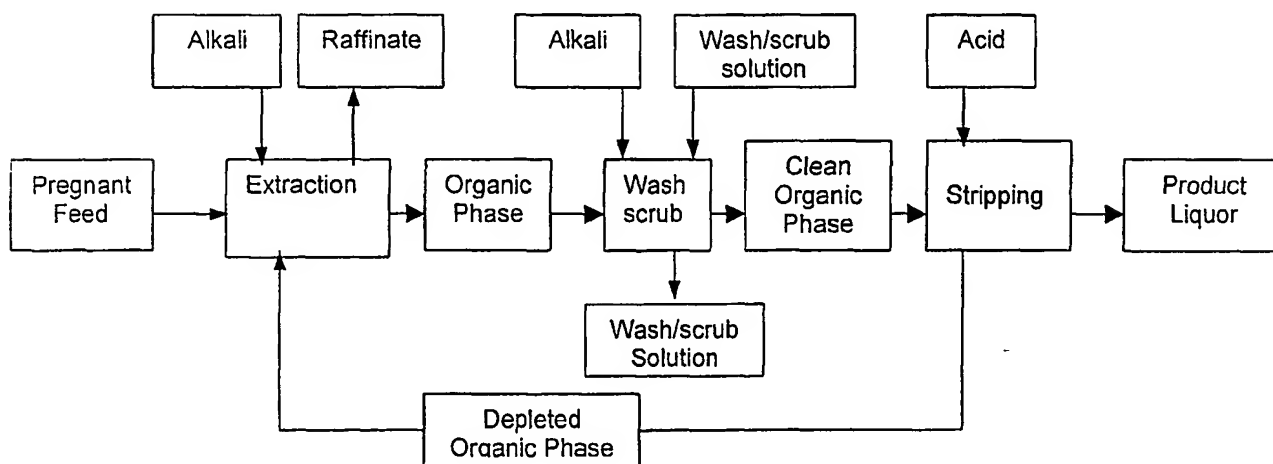 Alkali
Raffinate
Alkali
Wash/scrub
solution
Acid
Pregnant
Feed
Extraction
Organic
Phase
Wash
scrub
Clean
Organic
Phase
Stripping
Product
Liquor
Wash/scrub
Solution
Depleted
Organic Phase